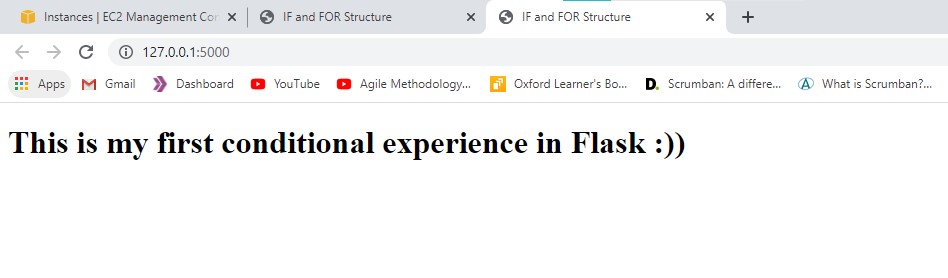 Instances | EC2 Management Con
IF and FOR Structure
IF and FOR Structure
127.0.0.1:5000
Apps
Gmail
Dashboard
YouTube
Agile Methodology...
Oxford Learner's Bo...
Scrumban: A differe...
What is Scrumban?...
This is my first conditional experience in Flask :))